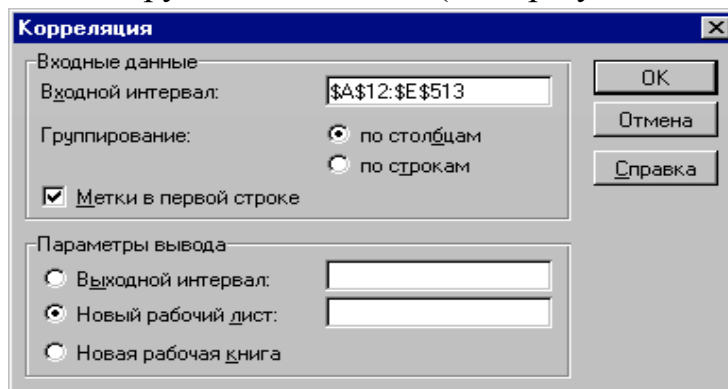 Корреляция
Входные данные
Входной интервал: $A$12:$E$513
Группирование: по столбцам
по строкам
Метки в первой строке
Параметры вывода
Выходной интервал:
Новый рабочий лист:
Новая рабочая книга
OK
Отмена
Справка